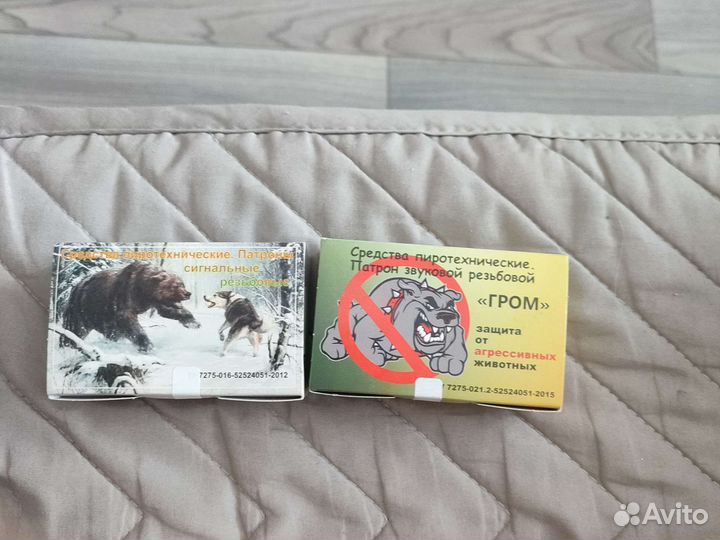 Средства пиротехнические. Патроны
сигнальные
резьбовые
7275-016-52524051-2012
Средства пиротехнические.
Патрон звуковой резьбовой
«ГРОМ»
защита
от
агрессивных
животных
7275-021.2-52524051-2015
Avito